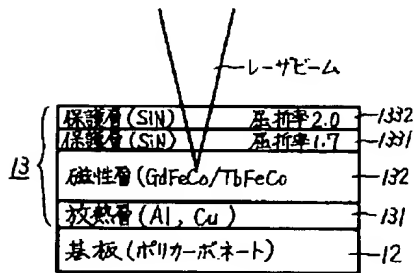 レーザビーム
保護層(SiN) 屈折率2.0 1332
保護層(SiN) 屈折率1.7 1331
13
磁性層(GdFeCo/TbFeCo 132
放熱層(Al, Cu) 131
基板(ポリカーボネート) 12